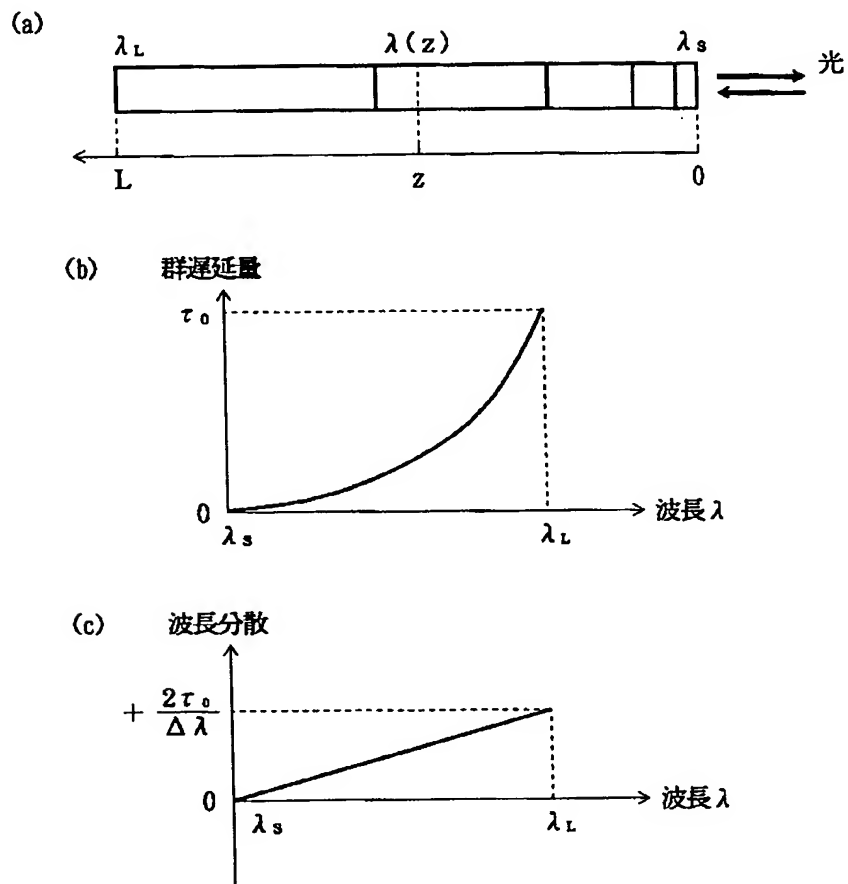 (a)
λL λ(z) λs 光
L z 0
(b) 群遅延量
τ0
0
λs λL 波長λ
(c) 波長分散
+ 2τ0/Δλ
0
λs λL 波長λ